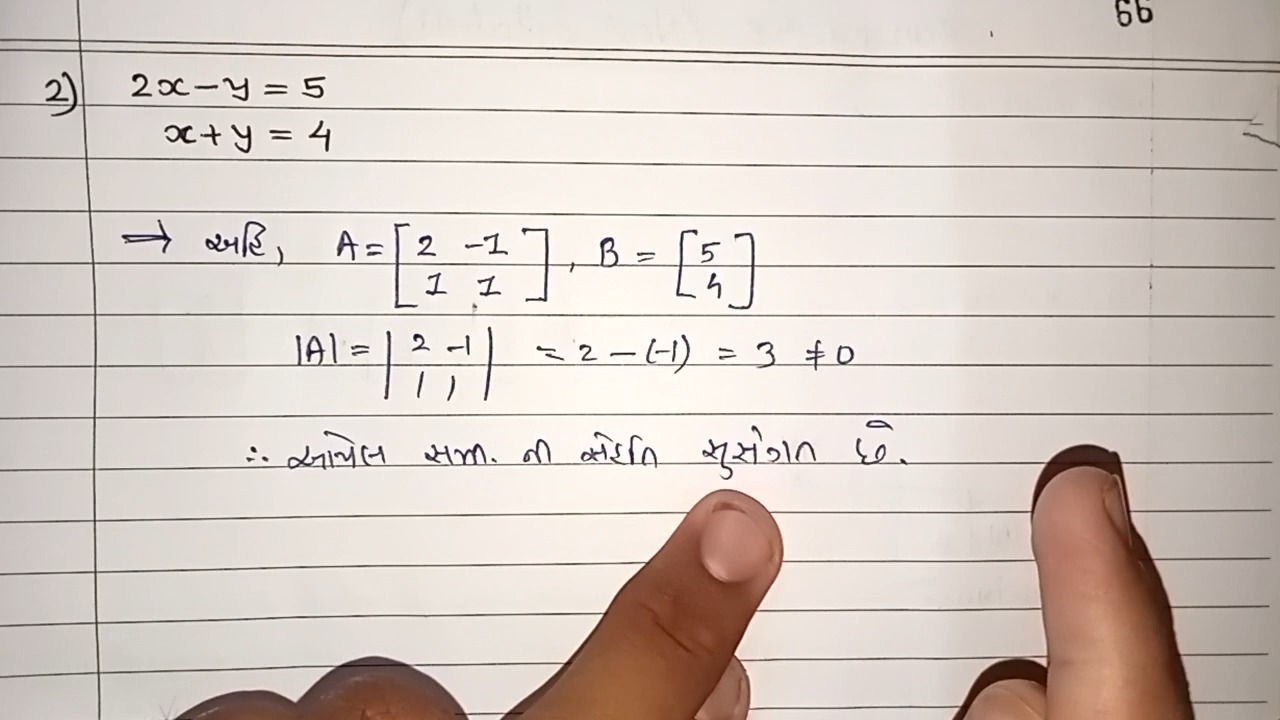 66
2) 2x - y = 5
x + y = 4
⇒ અહિ, A = [2 -1; 1 1], B = [5; 4]
|A| = |2 -1; 1 1| = 2 - (-1) = 3 ≠ 0
∴ આપેલ સમ. ની સંહતિ સુસંગત છે.